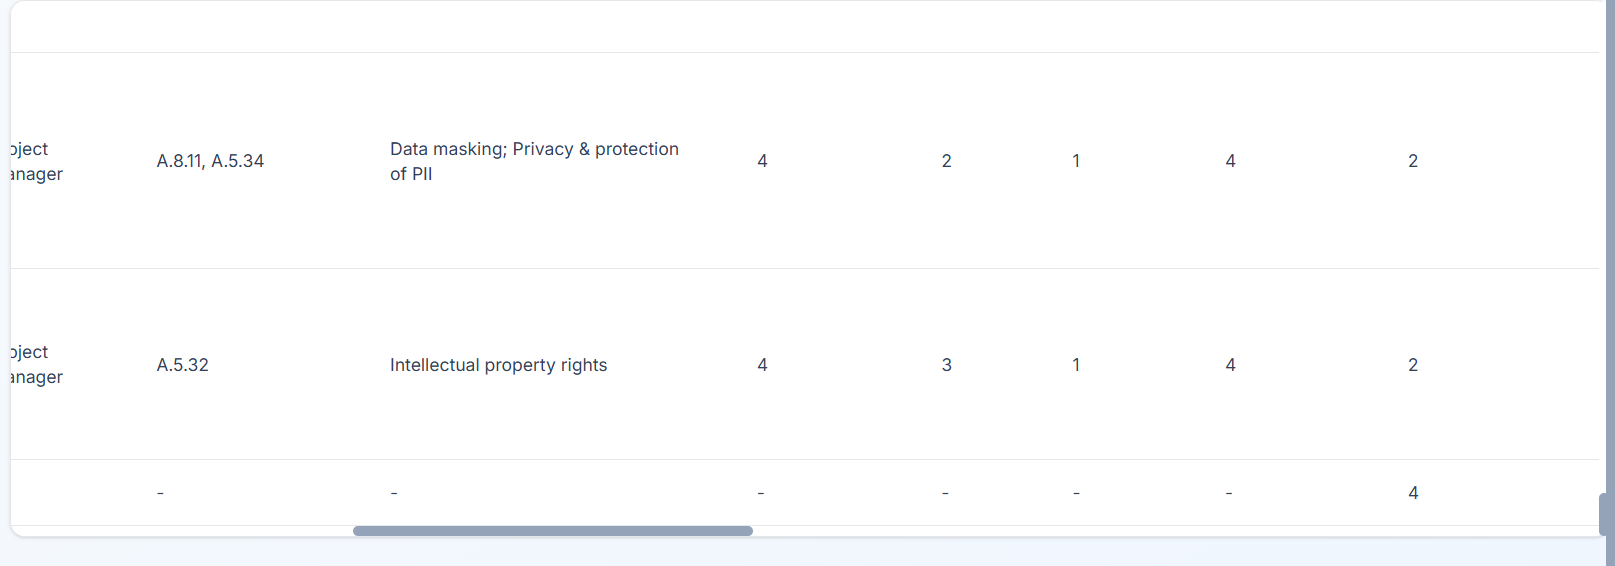 oject
anager
A.8.11, A.5.34
Data masking; Privacy & protection
of PII
4
2
1
4
2
oject
anager
A.5.32
Intellectual property rights
4
3
1
4
2
-
-
-
-
-
-
4